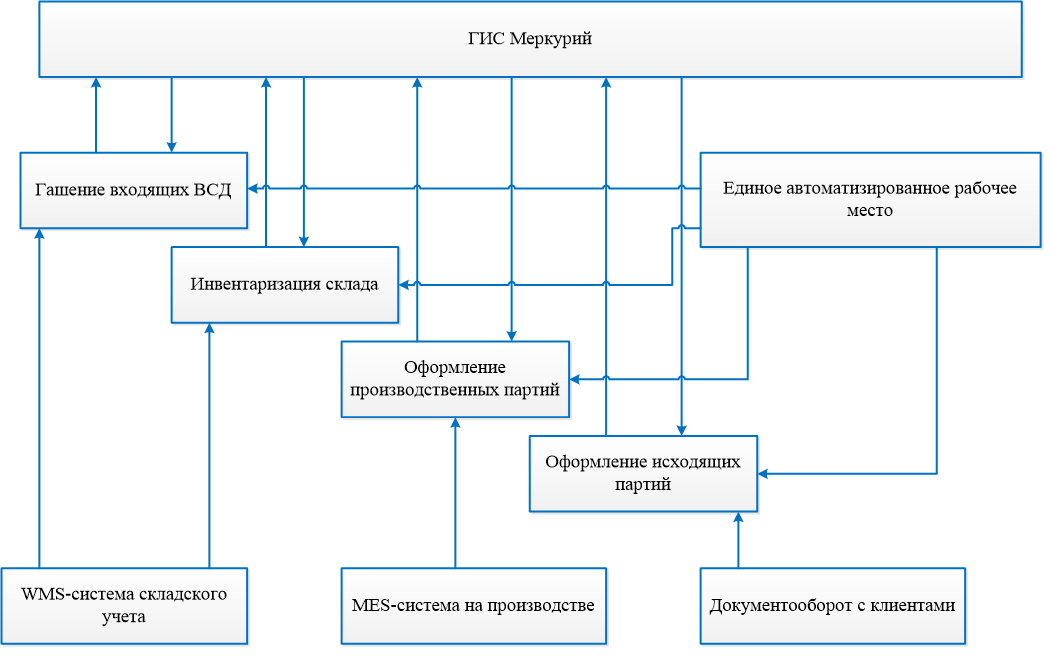 ГИС Меркурий
Гашение входящих ВСД
Единое автоматизированное рабочее
место
Инвентаризация склада
Оформление
производственных партий
Оформление исходящих
партий
WMS-система складского
учета
MES-система на производстве
Документооборот с клиентами